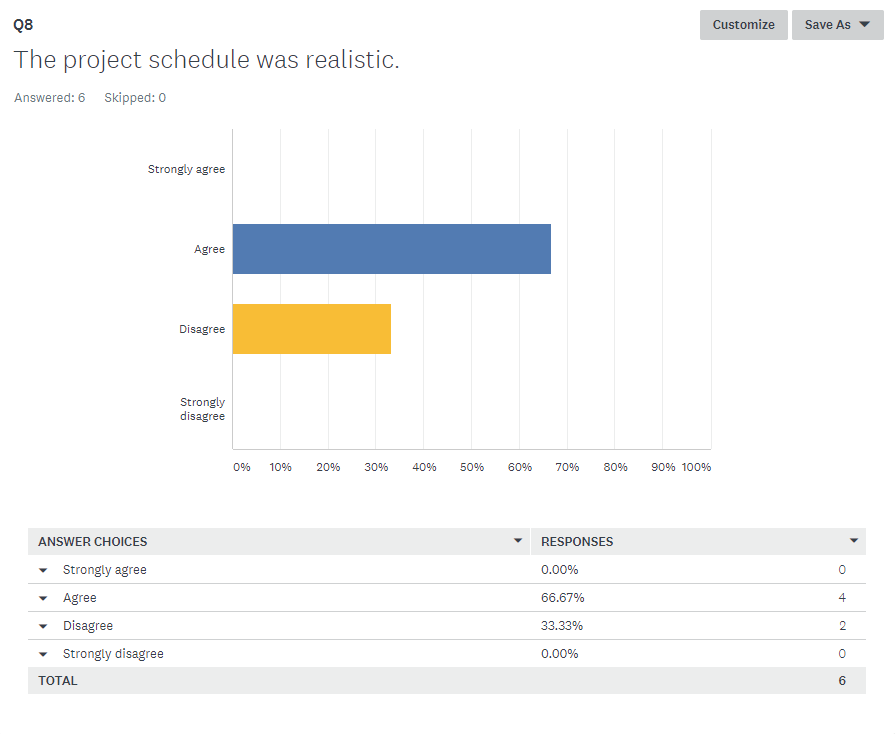 Q8
Customize
Save As
The project schedule was realistic.
Answered: 6 Skipped: 0
Strongly agree
Agree
Disagree
Strongly
disagree
0% 10% 20% 30% 40% 50% 60% 70% 80% 90% 100%
ANSWER CHOICES RESPONSES
Strongly agree 0.00% 0
Agree 66.67% 4
Disagree 33.33% 2
Strongly disagree 0.00% 0
TOTAL 6